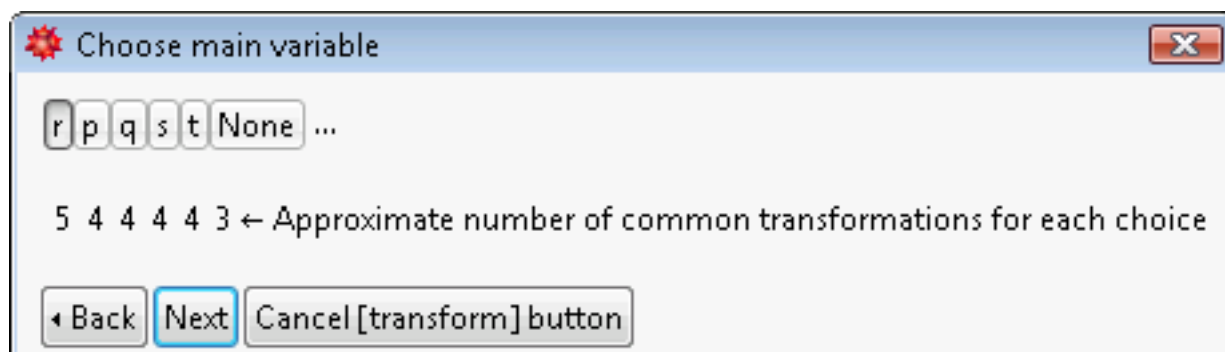 Choose main variable
r p q s t None ...
5 4 4 4 4 3 ← Approximate number of common transformations for each choice
Back Next Cancel [transform] button